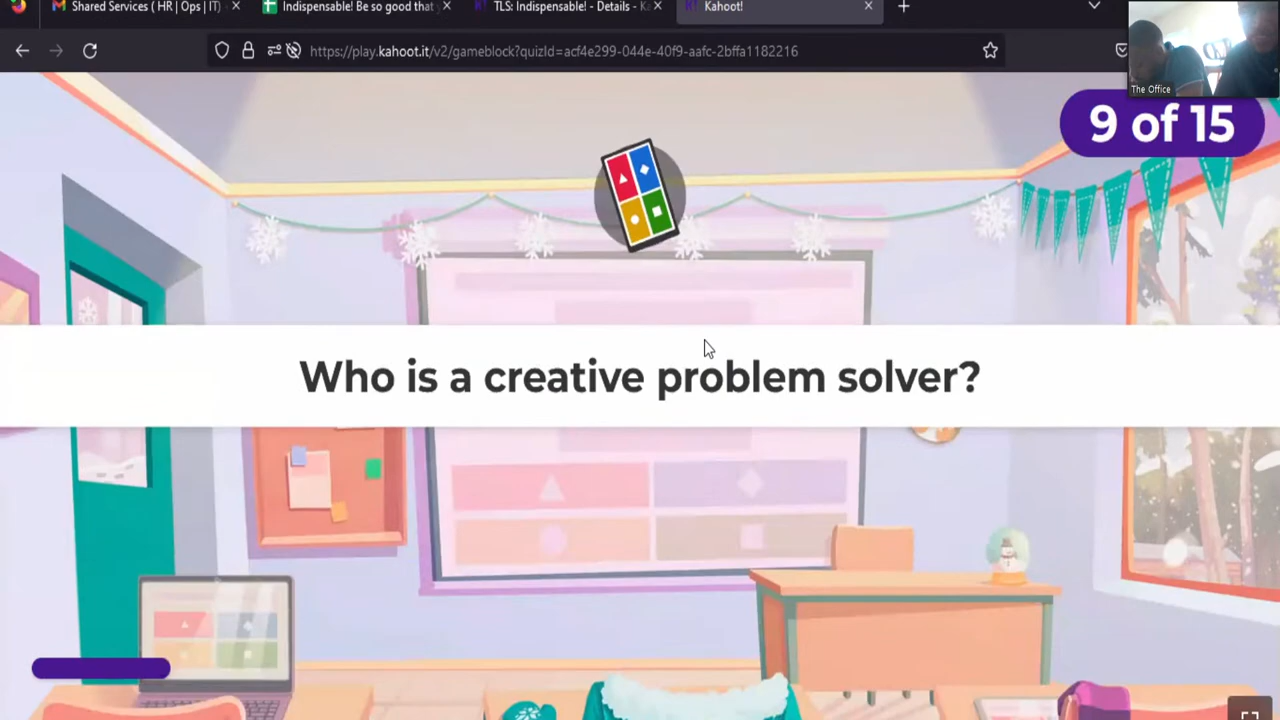 Shared Services ( HR | Ops | IT)
Indispensable! Be so good that
TLS: Indispensable! - Details - Ka
Kahoot!
https://play.kahoot.it/v2/gameblock?quizId=acf4e299-044e-40f9-aafc-2bffa1182216
The Office
9 of 15
Who is a creative problem solver?